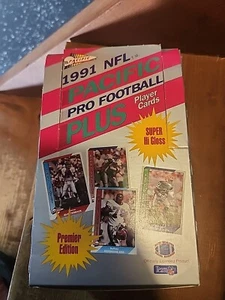 1991 NFL
PACIFIC
PRO FOOTBALL
PLUS
Player
Cards
SUPER
Hi Gloss
Premier
Edition